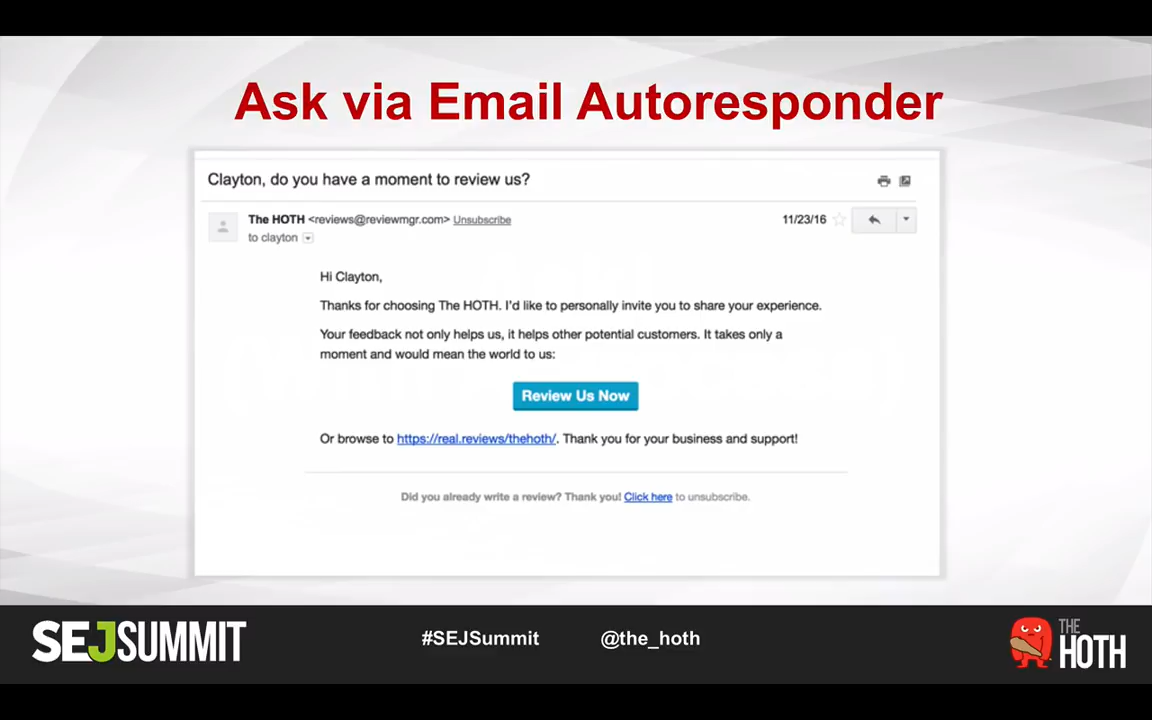 Ask via Email Autoresponder
Clayton, do you have a moment to review us?
The HOTH <reviews@reviewmgr.com> Unsubscribe
11/23/16
to clayton
Hi Clayton,
Thanks for choosing The HOTH. I'd like to personally invite you to share your experience.
Your feedback not only helps us, it helps other potential customers. It takes only a
moment and would mean the world to us:
Review Us Now
Or browse to https://real.reviews/thehoth/. Thank you for your business and support!
Did you already write a review? Thank you! Click here to unsubscribe.
SEJSUMMIT
#SEJSummit
@the_hoth
THE
HOTH